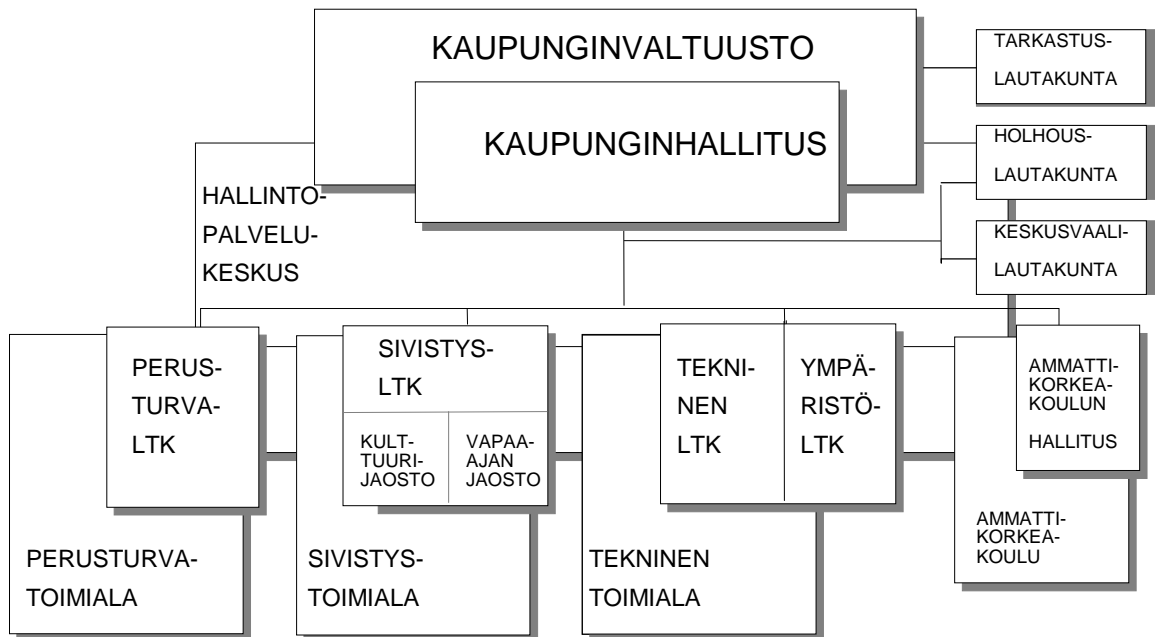 KAUPUNGINVALTUUSTO
KAUPUNGINHALLITUS
TARKASTUS-
LAUTAKUNTA
HOLHOUS-
LAUTAKUNTA
KESKUSVAALI-
LAUTAKUNTA
HALLINTO-
PALVELU-
KESKUS
PERUS-
TURVA-
LTK
PERUSTURVA-
TOIMIALA
SIVISTYS-
LTK
KULT-
TUURI-
JAOSTO
VAPAA-
AJAN
JAOSTO
SIVISTYS-
TOIMIALA
TEKNI-
NEN
LTK
YMPÄ-
RISTÖ-
LTK
TEKNINEN
TOIMIALA
AMMATTI-
KORKEA-
KOULUN
HALLITUS
AMMATTI-
KORKEA-
KOULU